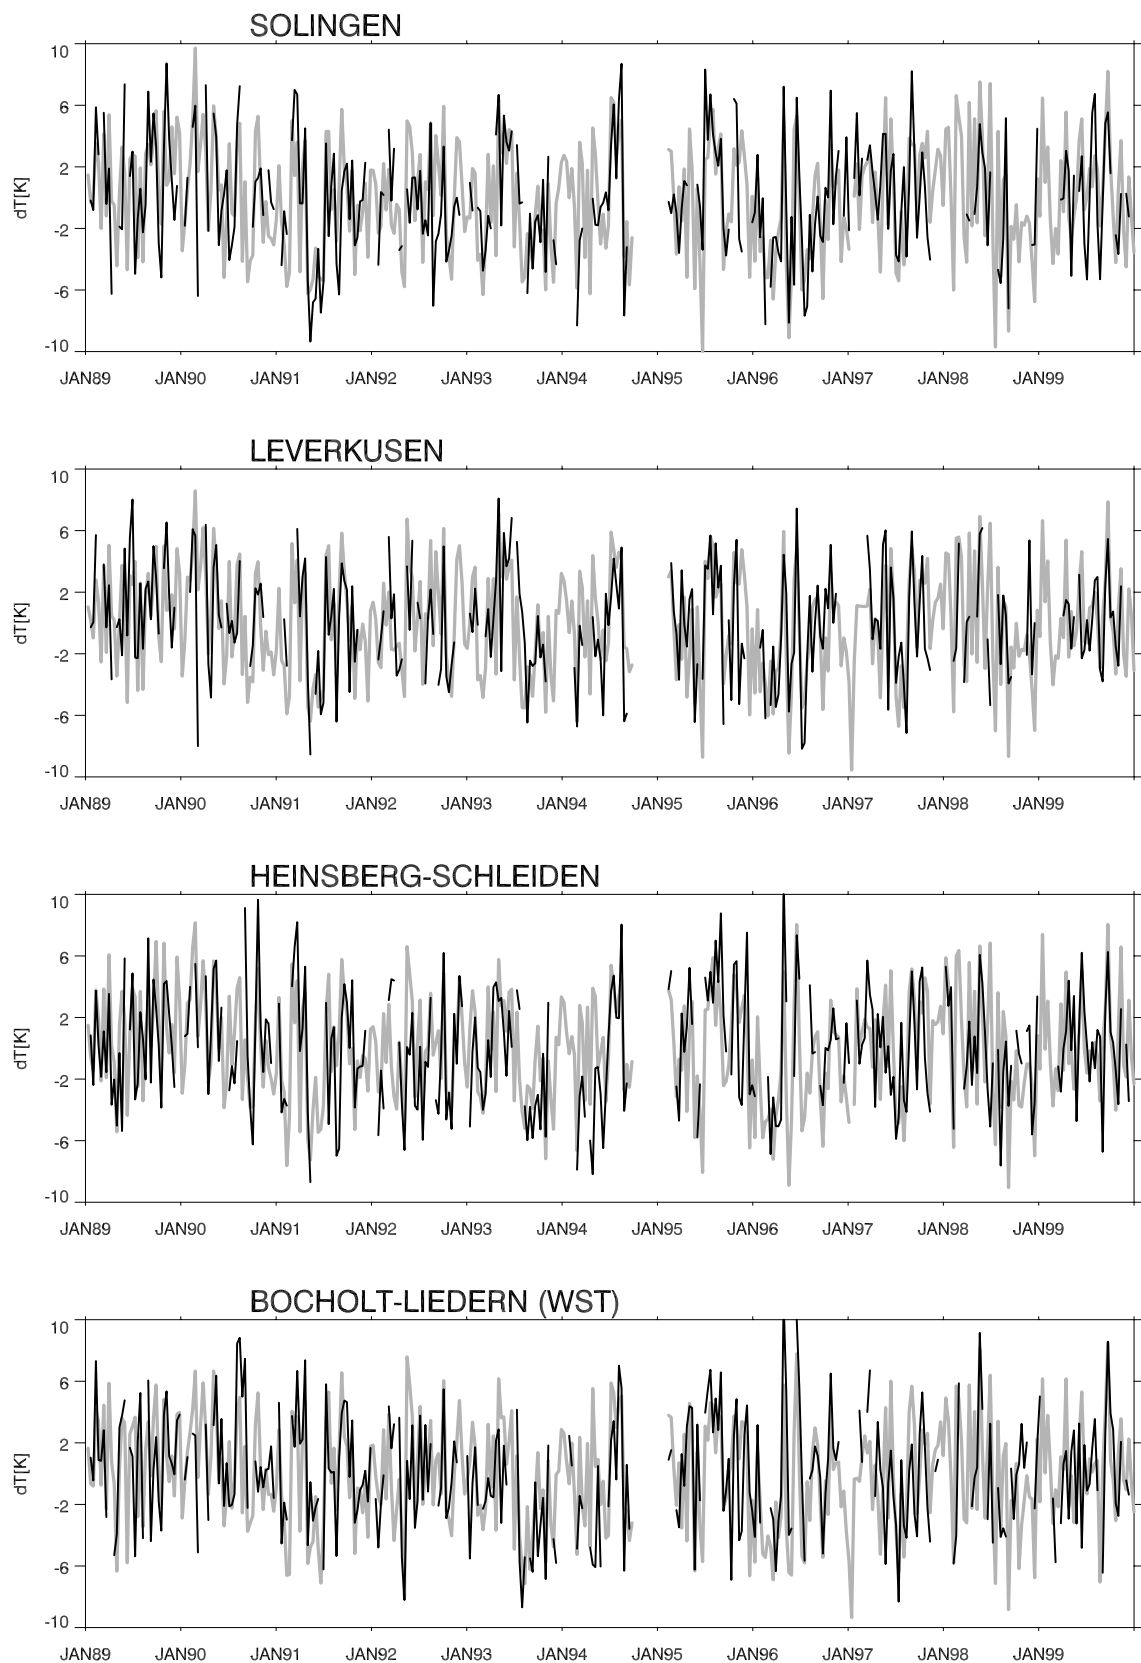 SOLINGEN
10
6
2
-2
-6
-10
dT[K]
JAN89 JAN90 JAN91 JAN92 JAN93 JAN94 JAN95 JAN96 JAN97 JAN98 JAN99
LEVERKUSEN
10
6
2
-2
-6
-10
dT[K]
JAN89 JAN90 JAN91 JAN92 JAN93 JAN94 JAN95 JAN96 JAN97 JAN98 JAN99
HEINSBERG-SCHLEIDEN
10
6
2
-2
-6
-10
dT[K]
JAN89 JAN90 JAN91 JAN92 JAN93 JAN94 JAN95 JAN96 JAN97 JAN98 JAN99
BOCHOLT-LIEDERN (WST)
10
6
2
-2
-6
-10
dT[K]
JAN89 JAN90 JAN91 JAN92 JAN93 JAN94 JAN95 JAN96 JAN97 JAN98 JAN99